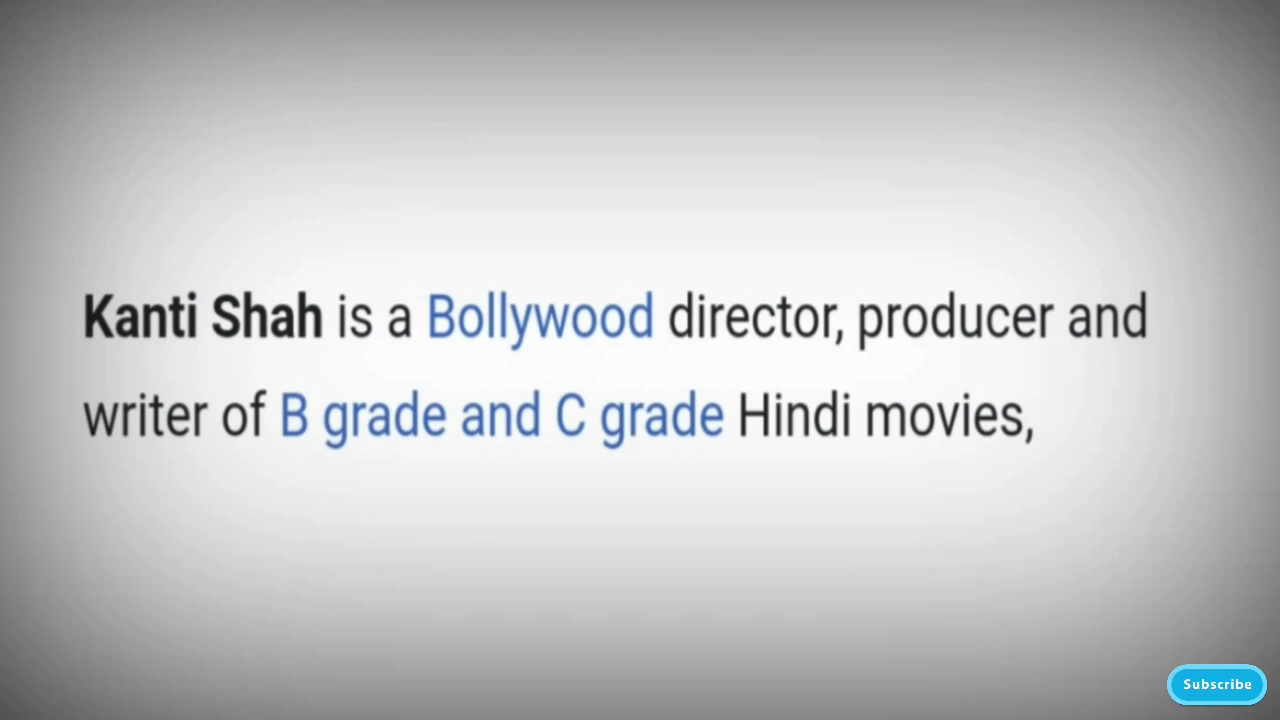 Kanti Shah is a Bollywood director, producer and
writer of B grade and C grade Hindi movies,
Subscribe